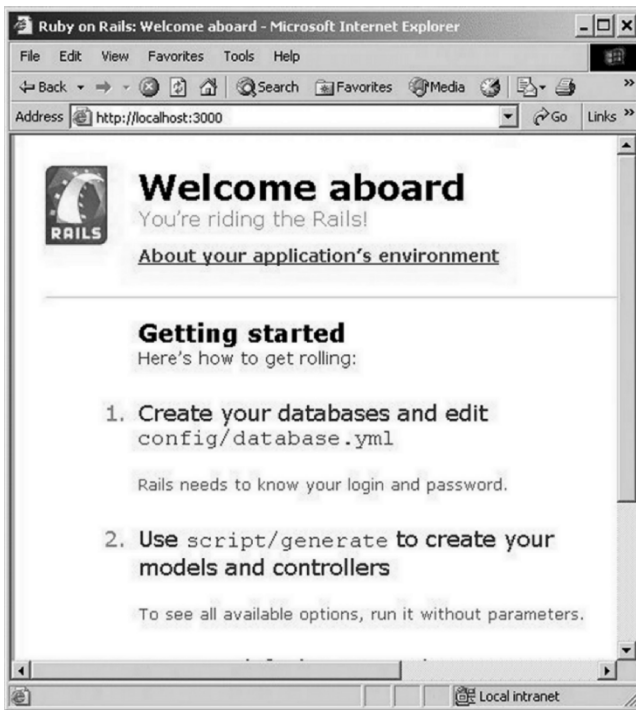 Ruby on Rails: Welcome aboard - Microsoft Internet Explorer
File Edit View Favorites Tools Help
Back Search Favorites Media »
Address http://localhost:3000 Go Links »
RAILS
Welcome aboard
You're riding the Rails!
About your application's environment
Getting started
Here's how to get rolling:
1. Create your databases and edit
config/database.yml
Rails needs to know your login and password.
2. Use script/generate to create your
models and controllers
To see all available options, run it without parameters.
Local intranet